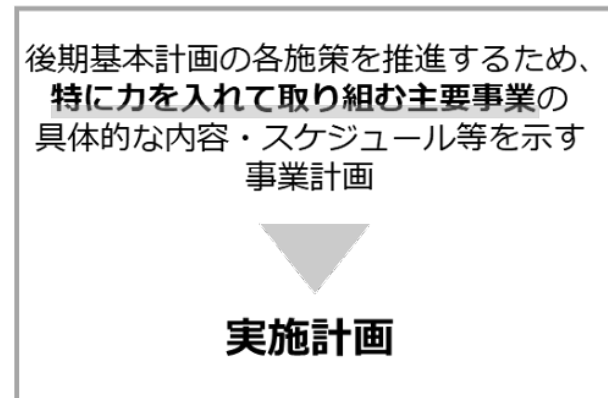 後期基本計画の各施策を推進するため、
特に力を入れて取り組む主要事業の
具体的な内容・スケジュール等を示す
事業計画
実施計画